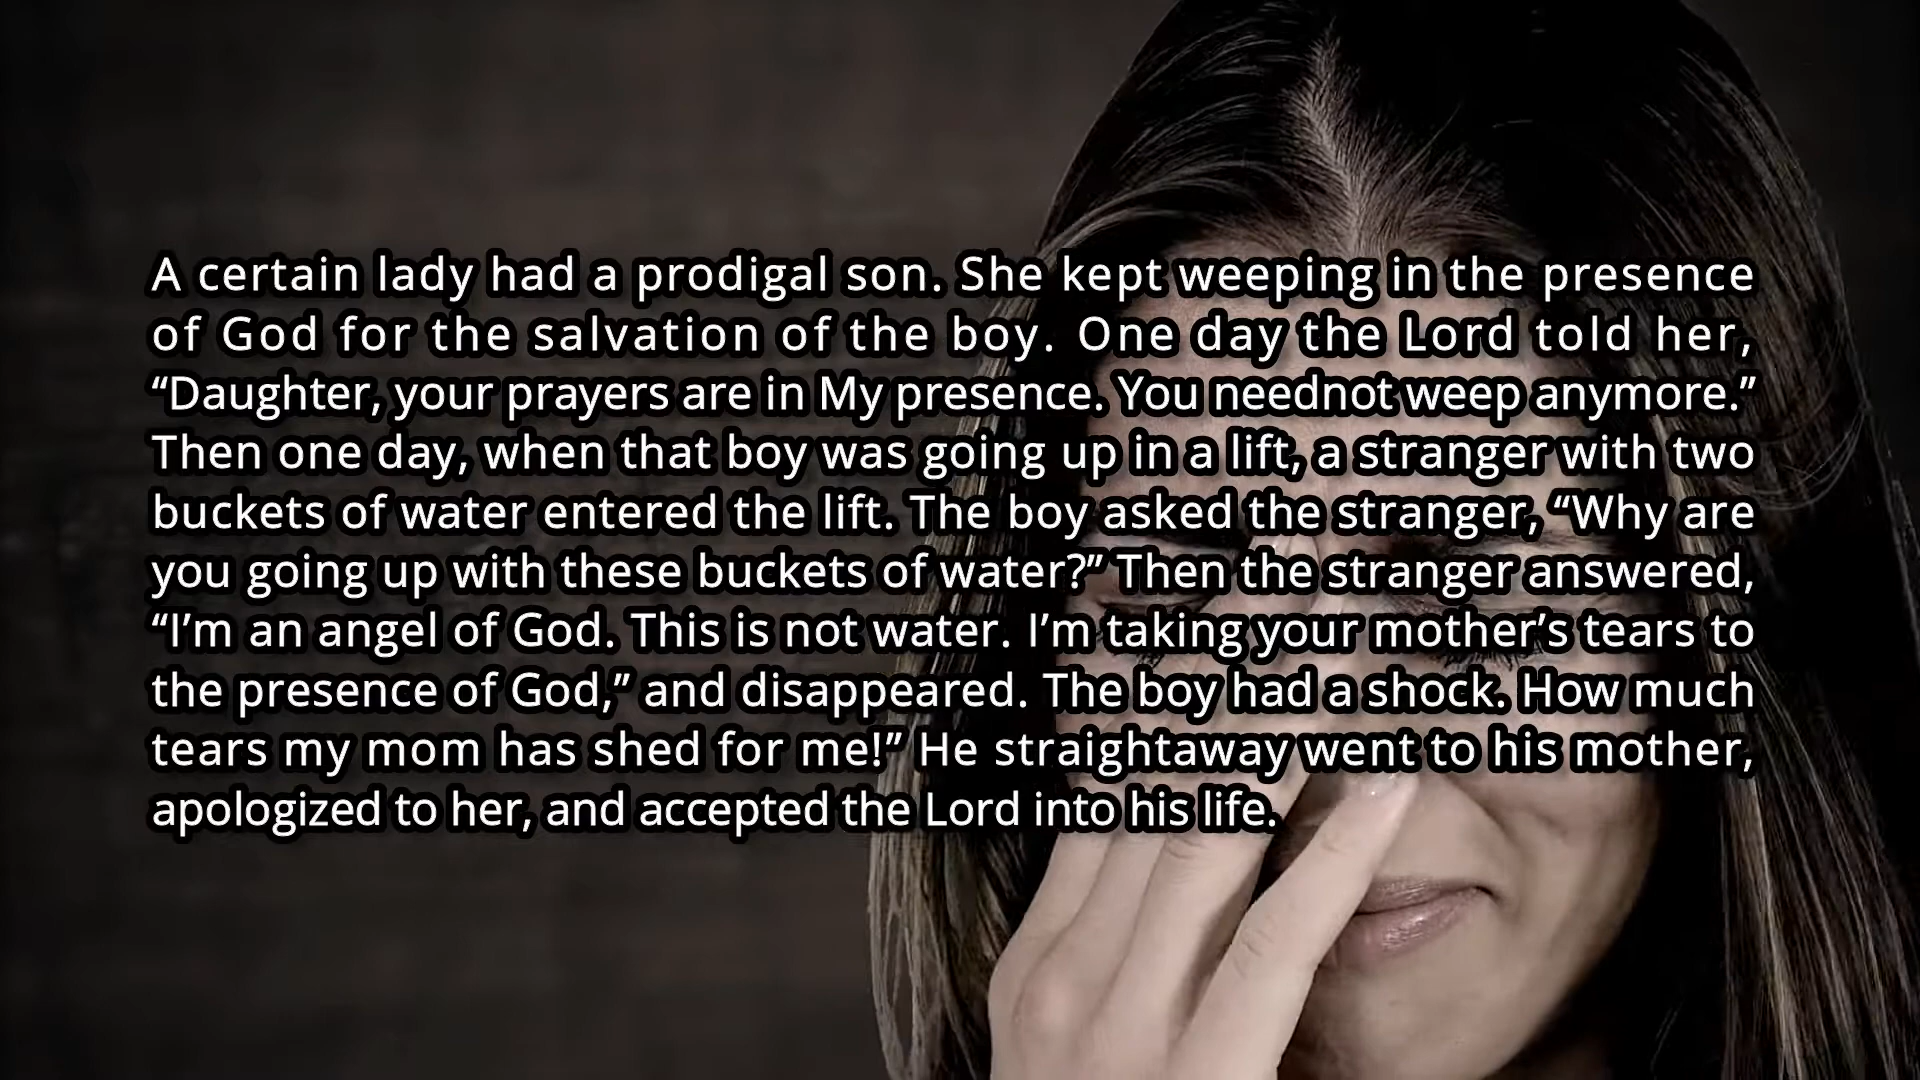 A certain lady had a prodigal son. She kept weeping in the presence
of God for the salvation of the boy. One day the Lord told her,
“Daughter, your prayers are in My presence. You neednot weep anymore.”
Then one day, when that boy was going up in a lift, a stranger with two
buckets of water entered the lift. The boy asked the stranger, “Why are
you going up with these buckets of water?” Then the stranger answered,
“I’m an angel of God. This is not water. I’m taking your mother’s tears to
the presence of God,” and disappeared. The boy had a shock. How much
tears my mom has shed for me!” He straightaway went to his mother,
apologized to her, and accepted the Lord into his life.